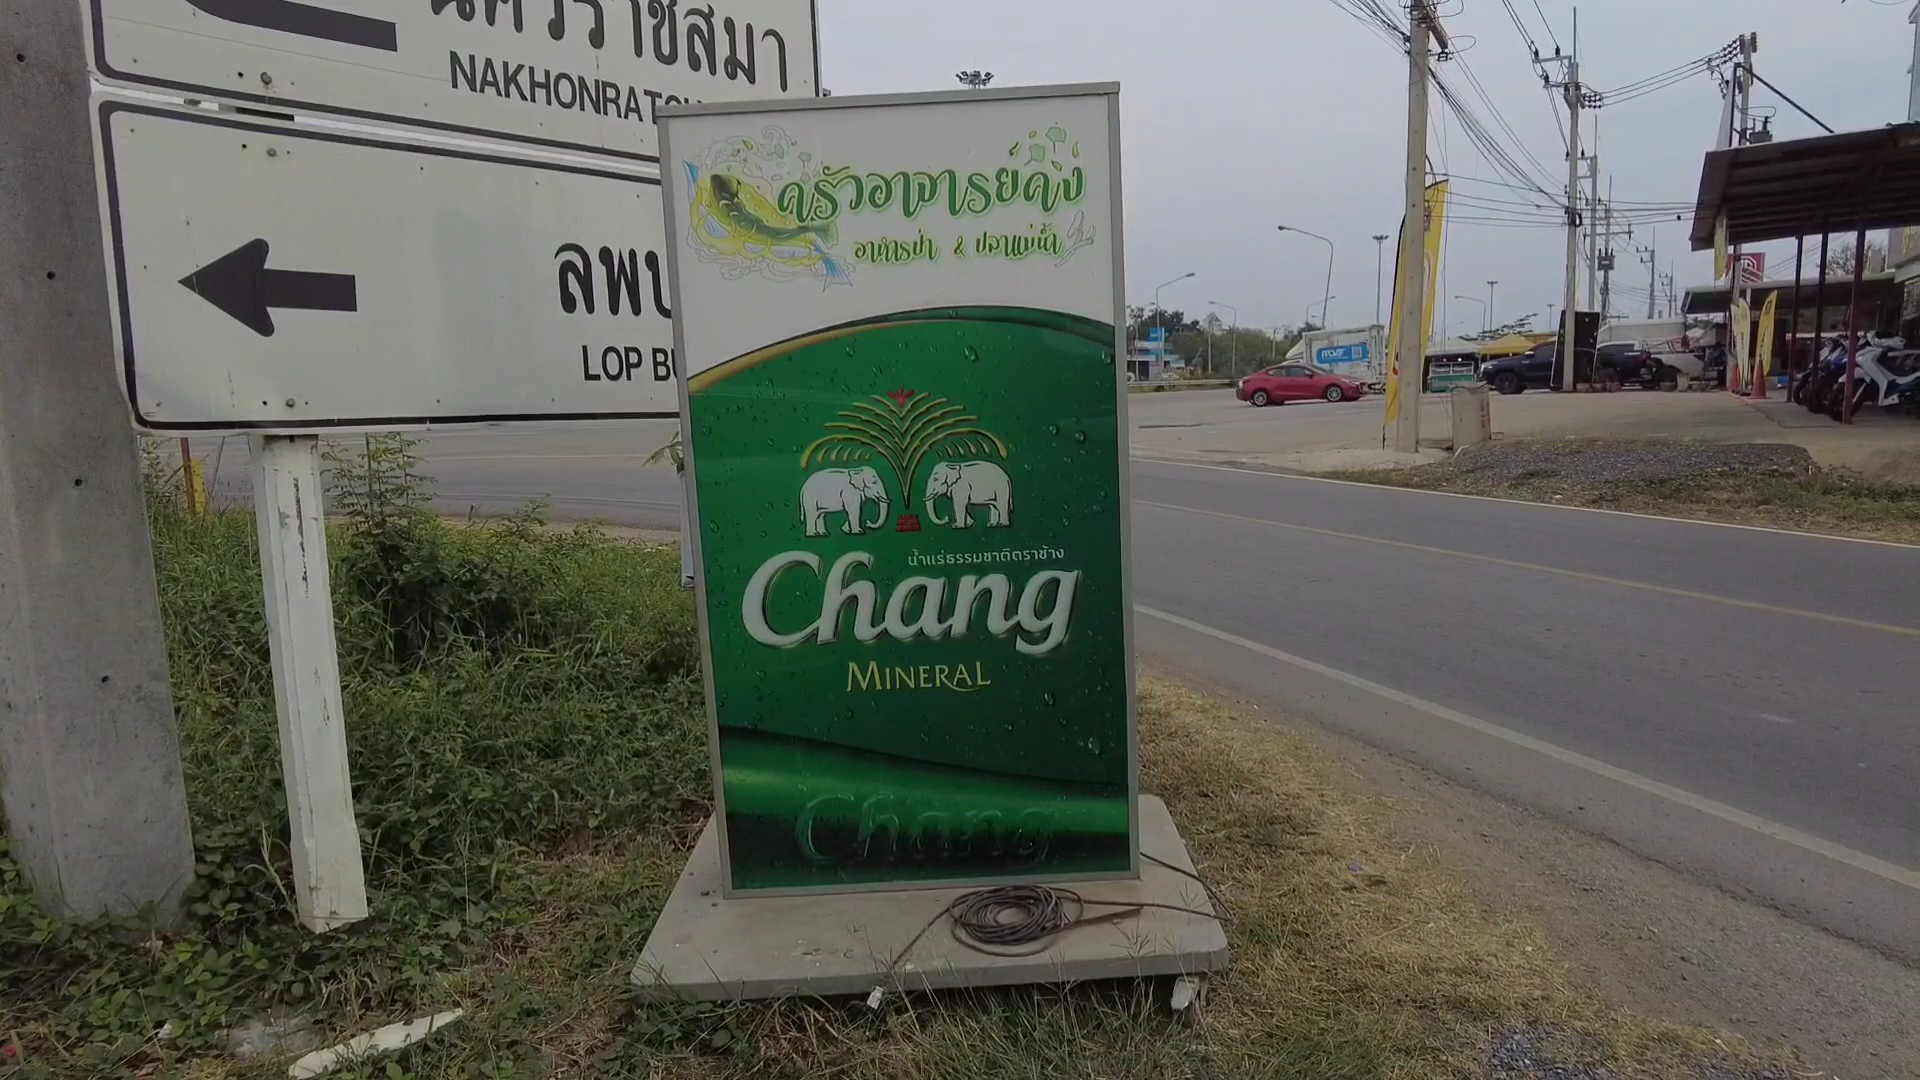 นครราชสีมา
NAKHONRATCH
ลพบ
LOP BU
ครัวอาจารย์คง
อาหารป่า & ปลาแม่น้ำ
น้ำแร่ธรรมชาติตราช้าง
Chang
MINERAL
Chang